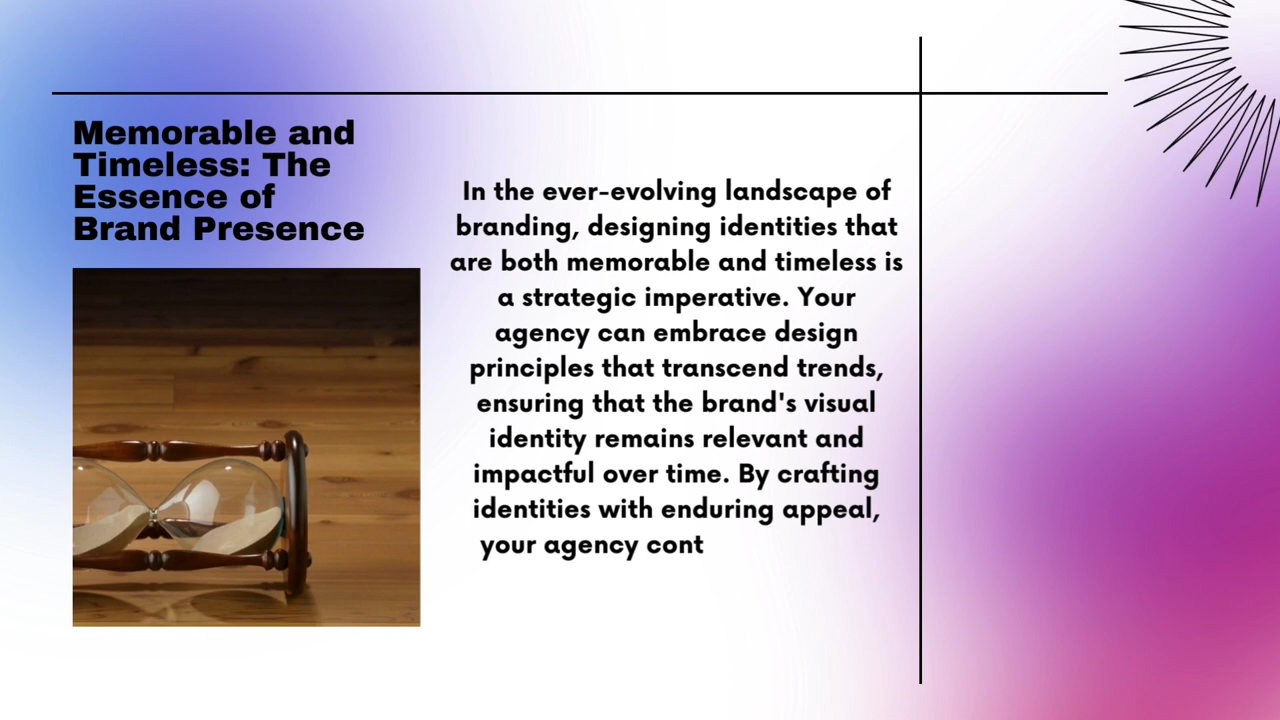 Memorable and
Timeless: The
Essence of
Brand Presence
In the ever-evolving landscape of
branding, designing identities that
are both memorable and timeless is
a strategic imperative. Your
agency can embrace design
principles that transcend trends,
ensuring that the brand's visual
identity remains relevant and
impactful over time. By crafting
identities with enduring appeal,
your agency cont